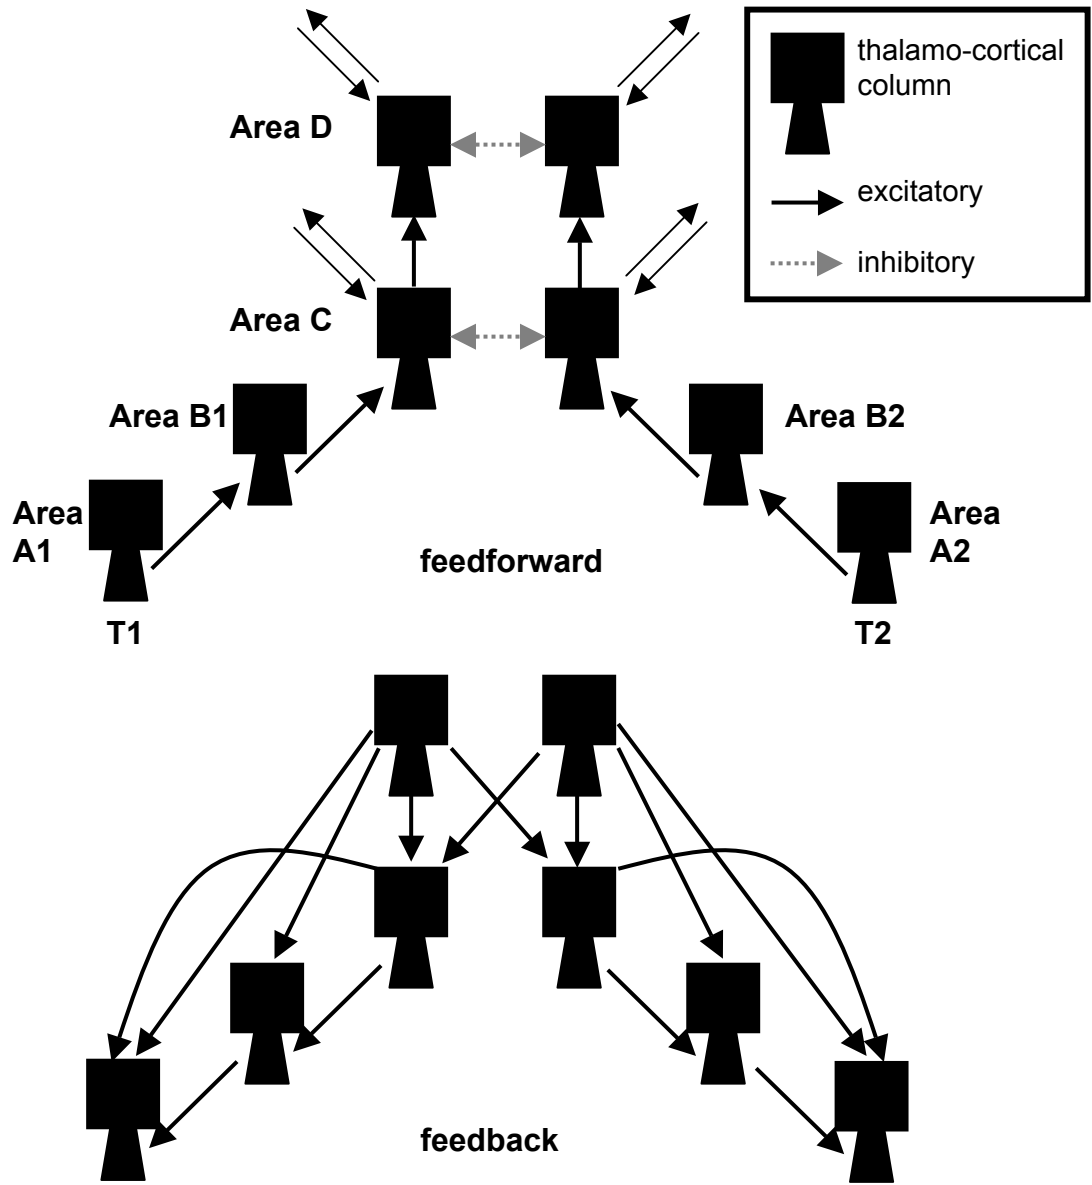 thalamo-cortical
column
excitatory
inhibitory
Area D
Area C
Area B1
Area B2
Area
A1
Area
A2
feedforward
T1
T2
feedback